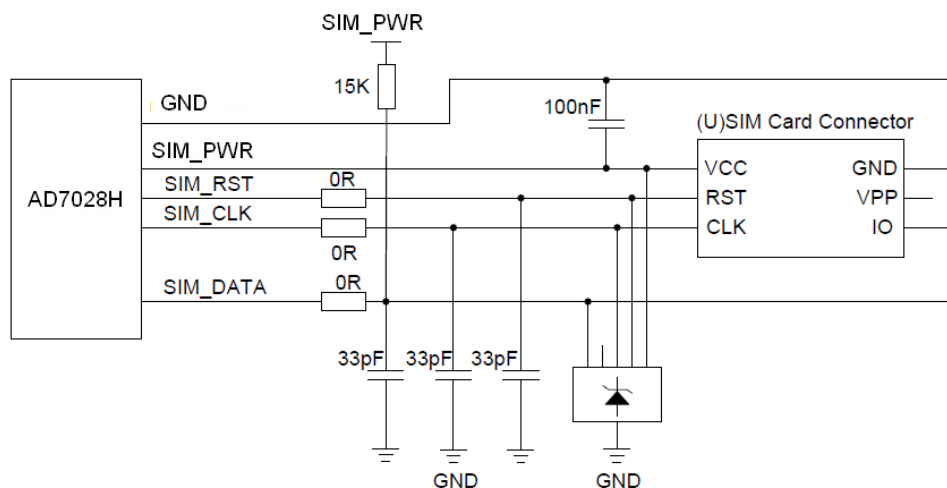 SIM_PWR
15K
GND
100nF
(U)SIM Card Connector
SIM_PWR
VCC
GND
AD7028H
SIM_RST
0R
RST
VPP
SIM_CLK
CLK
IO
0R
SIM_DATA
0R
33pF
33pF
33pF
GND
GND